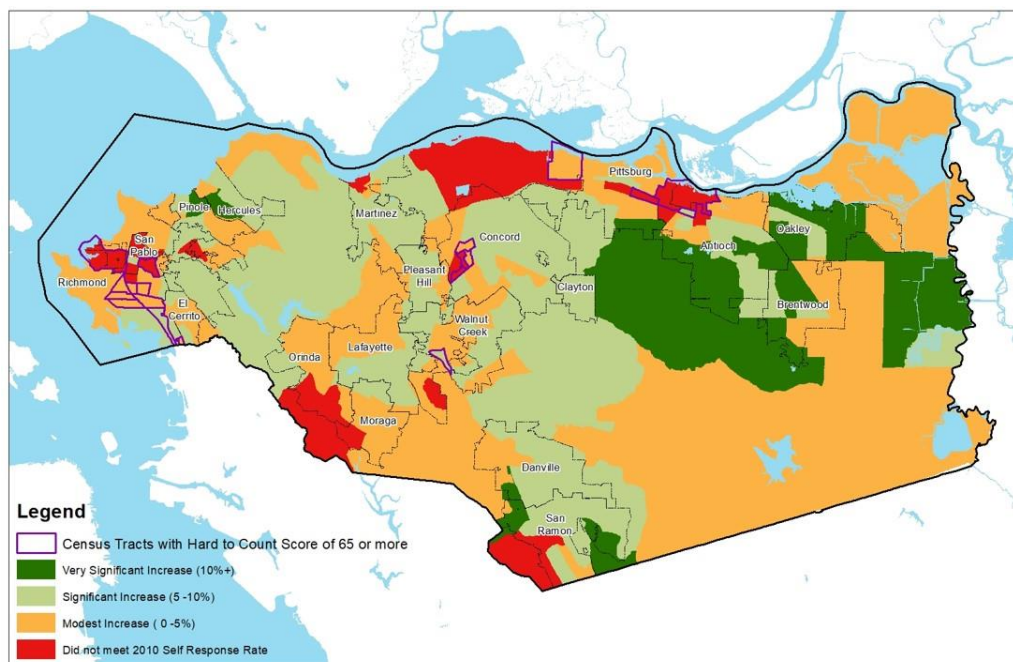 Pittsburg
Pinole
Hercules
Martinez
San
Pablo
Concord
Oakley
Antioch
Richmond
Pleasant
Hill
Clayton
El
Cerrito
Brentwood
Walnut
Creek
Orinda
Lafayette
Moraga
Danville
San
Ramon
Legend
Census Tracts with Hard to Count Score of 65 or more
Very Significant Increase (10%+)
Significant Increase (5 -10%)
Modest Increase ( 0 -5%)
Did not meet 2010 Self Response Rate